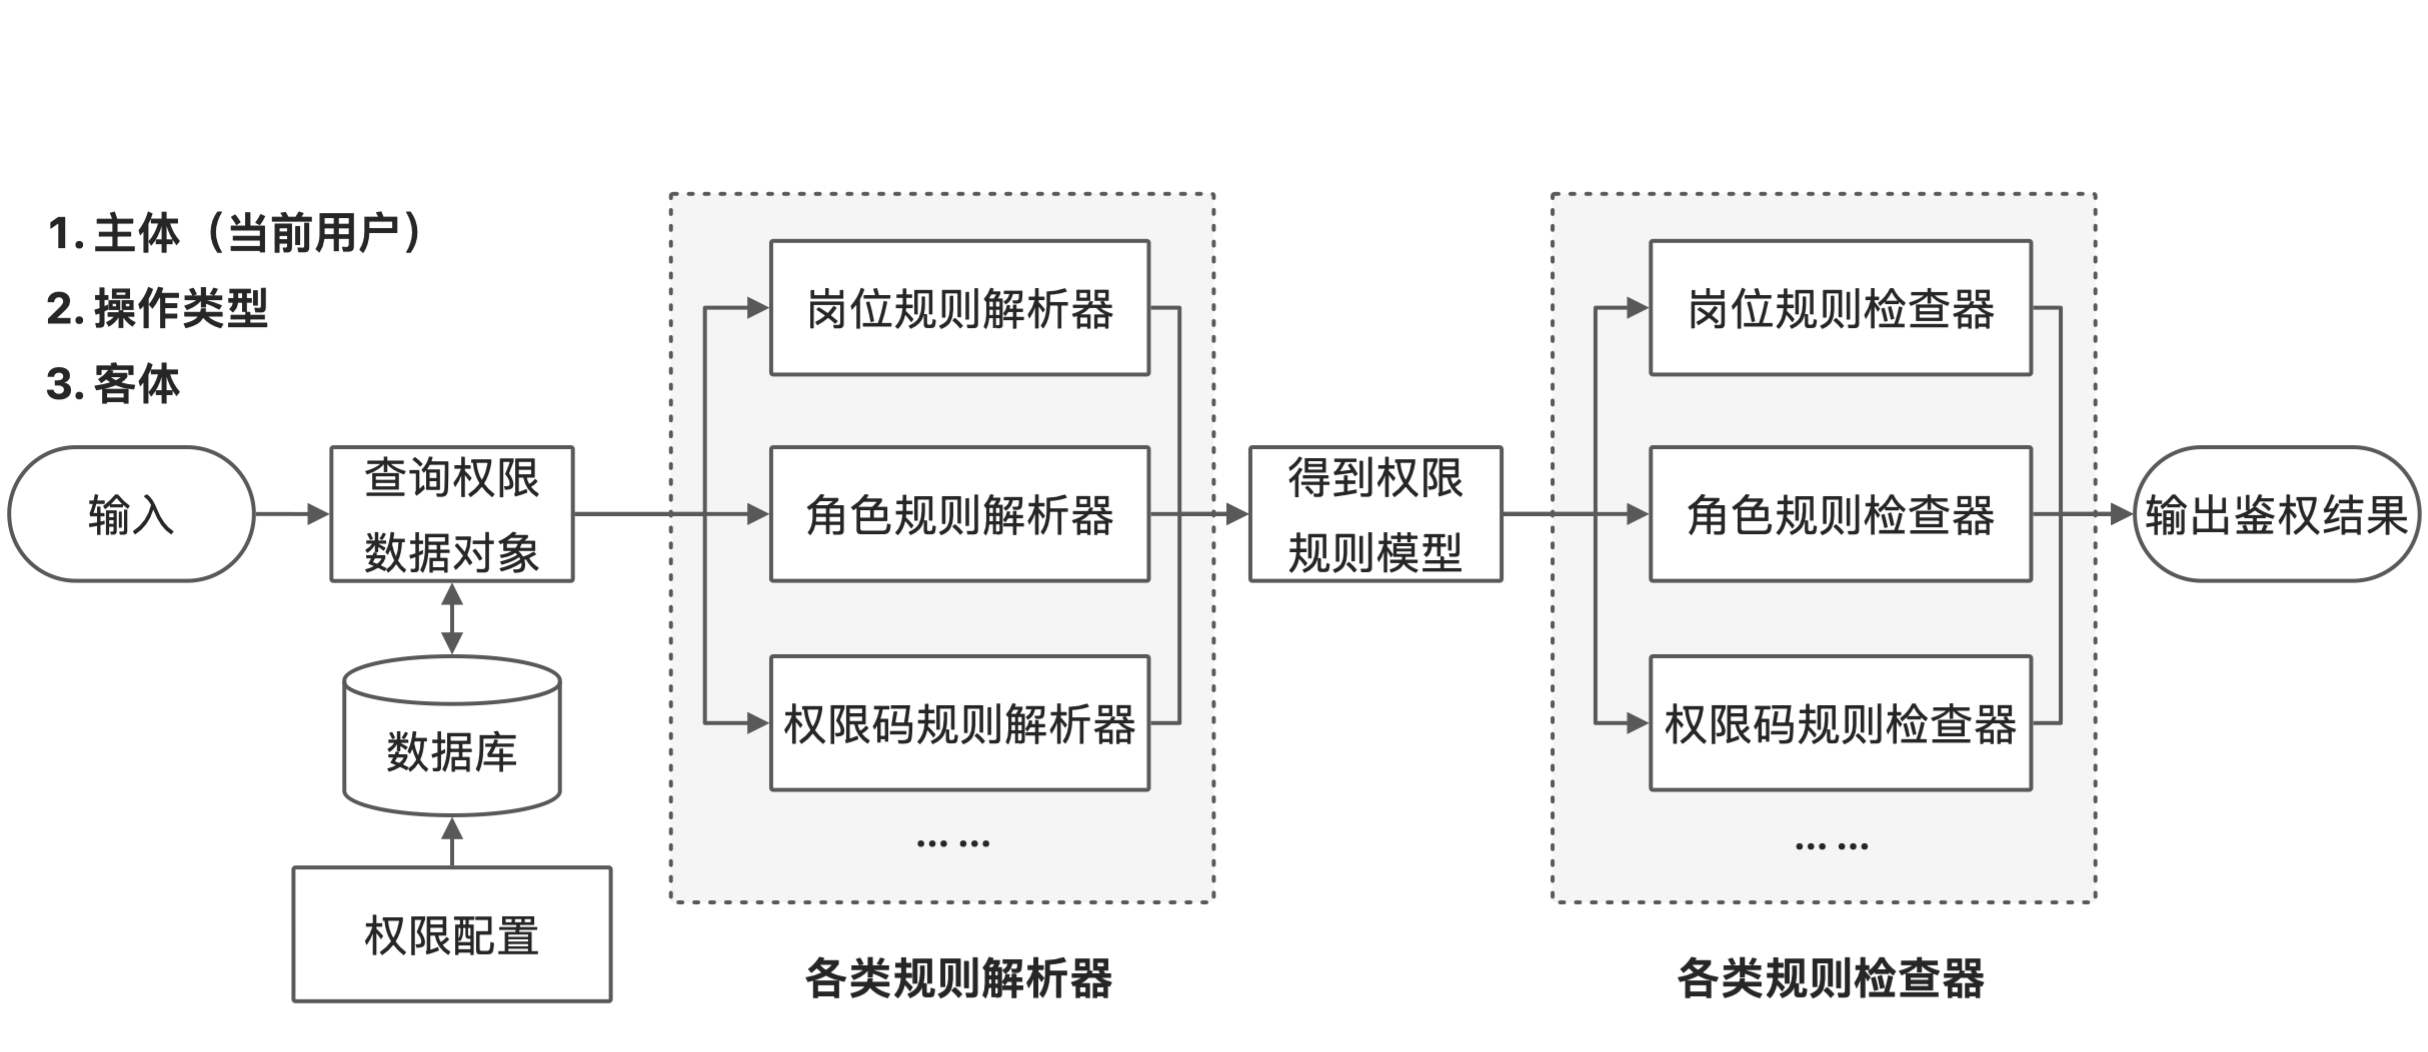 1. 主体（当前用户）
2. 操作类型
3. 客体
输入
查询权限
数据对象
数据库
权限配置
岗位规则解析器
角色规则解析器
权限码规则解析器
... ...
各类规则解析器
得到权限
规则模型
岗位规则检查器
角色规则检查器
权限码规则检查器
... ...
各类规则检查器
输出鉴权结果